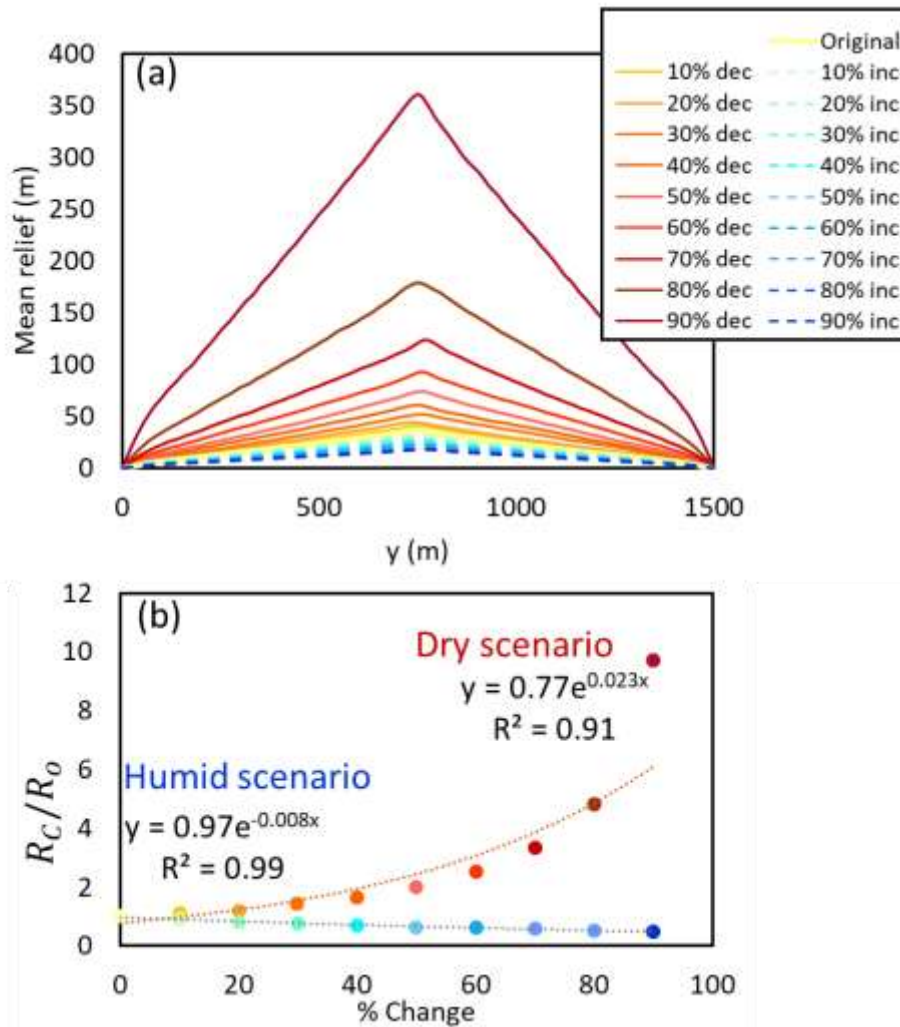 (a)
400
350
300
250
200
150
100
50
0
Mean relief (m)
0 500 1000 1500
y (m)
Original
10% dec 10% inc
20% dec 20% inc
30% dec 30% inc
40% dec 40% inc
50% dec 50% inc
60% dec 60% inc
70% dec 70% inc
80% dec 80% inc
90% dec 90% inc
(b)
12
10
8
6
4
2
0
R_C/R_o
Dry scenario
y = 0.77e^0.023x
R² = 0.91
Humid scenario
y = 0.97e^-0.008x
R² = 0.99
0 20 40 60 80 100
% Change